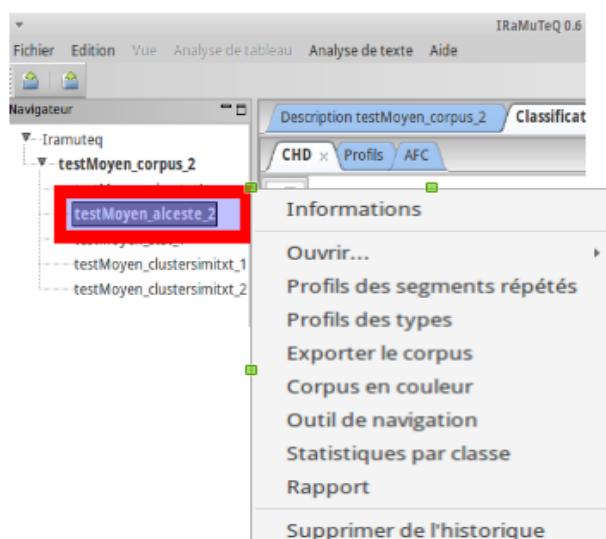 IRaMuTeQ 0.6
Fichier Edition Vue Analyse de tableau Analyse de texte Aide
Navigateur
Description testMoyen_corpus_2 Classificat
Iramuteq
CHD Profils AFC
testMoyen_corpus_2
testMoyen_alceste_2
testMoyen_clustersimitxt_1
testMoyen_clustersimitxt_2
Informations
Ouvrir...
Profils des segments répétés
Profils des types
Exporter le corpus
Corpus en couleur
Outil de navigation
Statistiques par classe
Rapport
Supprimer de l'historique